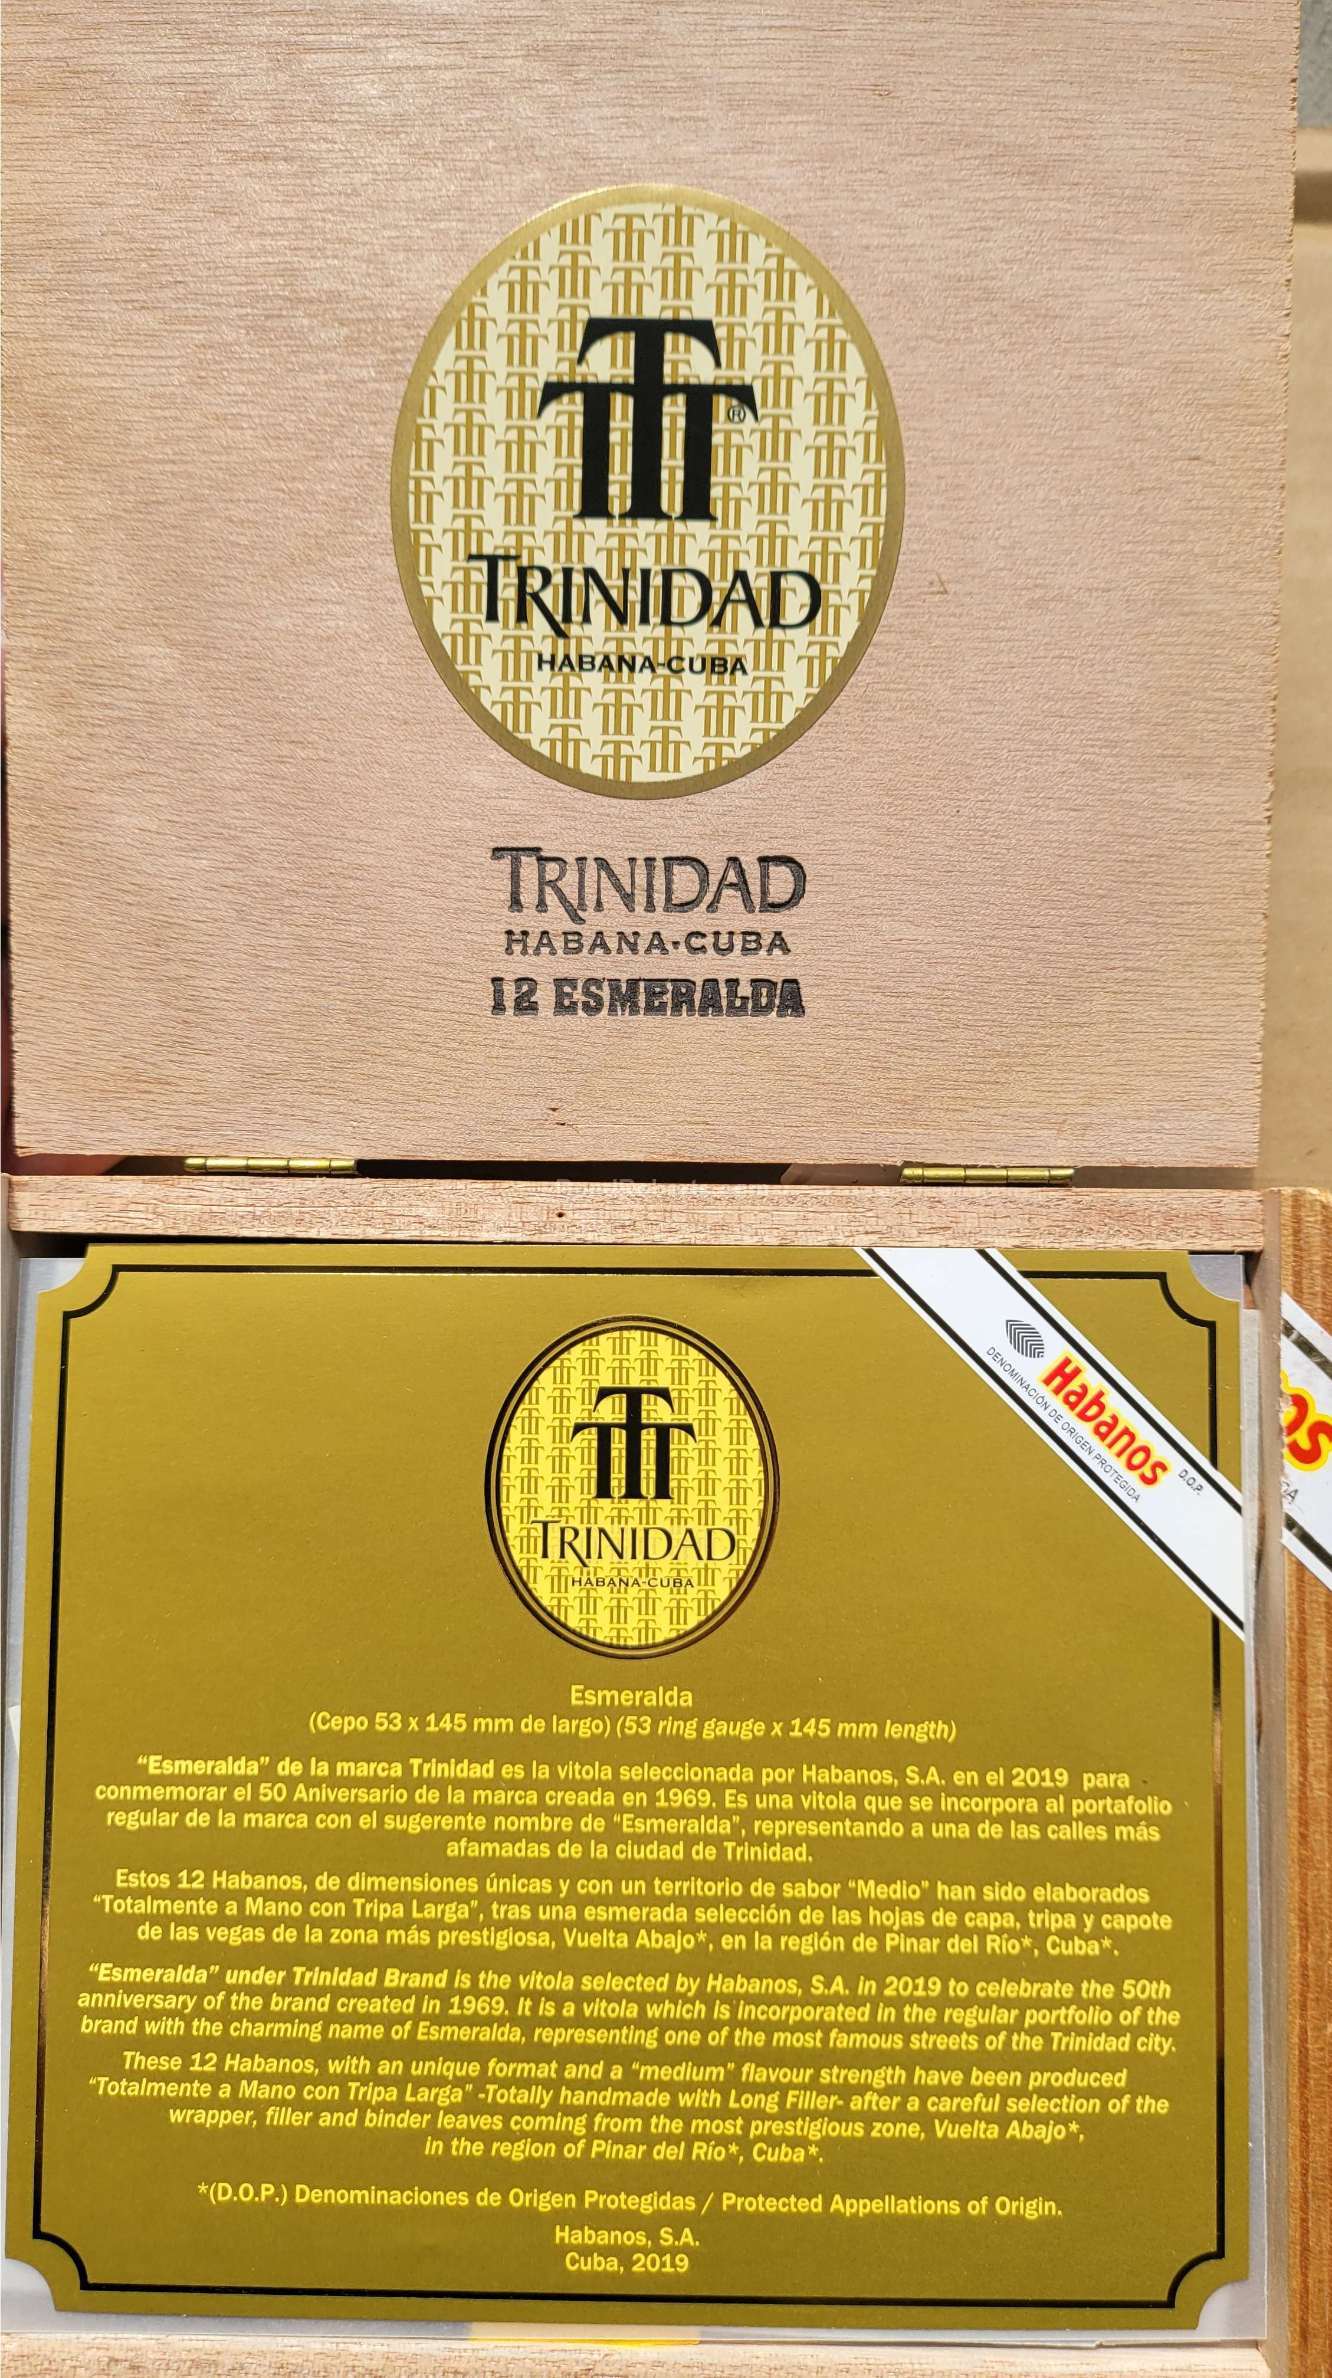 TRINIDAD
HABANA-CUBA
®
TRINIDAD
HABANA·CUBA
12 ESMERALDA
Habanos
DENOMINACIÓN DE ORIGEN PROTEGIDA
D.O.P.
TRINIDAD
HABANA-CUBA
Esmeralda
(Cepo 53 x 145 mm de largo) (53 ring gauge x 145 mm length)
“Esmeralda” de la marca Trinidad es la vitola seleccionada por Habanos, S.A. en el 2019 para
conmemorar el 50 Aniversario de la marca creada en 1969. Es una vitola que se incorpora al portafolio
regular de la marca con el sugerente nombre de “Esmeralda”, representando a una de las calles más
afamadas de la ciudad de Trinidad.
Estos 12 Habanos, de dimensiones únicas y con un territorio de sabor “Medio” han sido elaborados
“Totalmente a Mano con Tripa Larga”, tras una esmerada selección de las hojas de capa, tripa y capote
de las vegas de la zona más prestigiosa, Vuelta Abajo*, en la región de Pinar del Río*, Cuba*.
“Esmeralda” under Trinidad Brand is the vitola selected by Habanos, S.A. in 2019 to celebrate the 50th
anniversary of the brand created in 1969. It is a vitola which is incorporated in the regular portfolio of the
brand with the charming name of Esmeralda, representing one of the most famous streets of the Trinidad city.
These 12 Habanos, with an unique format and a “medium” flavour strength have been produced
“Totalmente a Mano con Tripa Larga” -Totally handmade with Long Filler- after a careful selection of the
wrapper, filler and binder leaves coming from the most prestigious zone, Vuelta Abajo*,
in the region of Pinar del Río*, Cuba*.
*(D.O.P.) Denominaciones de Origen Protegidas / Protected Appellations of Origin.
Habanos, S.A.
Cuba, 2019